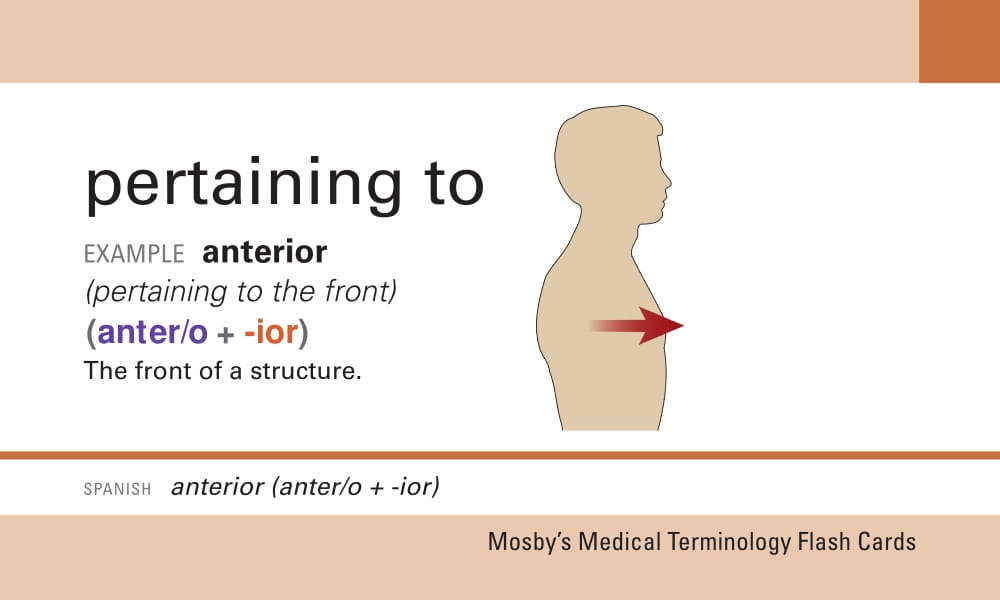 pertaining to
EXAMPLE anterior
(pertaining to the front)
(anter/o + -ior)
The front of a structure.
SPANISH anterior (anter/o + -ior)
Mosby's Medical Terminology Flash Cards